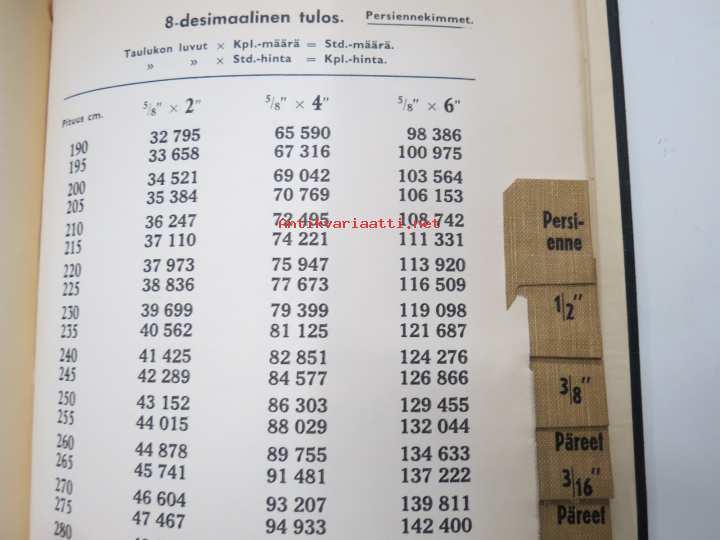 8-desimaalinen tulos. Persiennekimmet.
Taulukon luvut × Kpl.-määrä = Std.-määrä.
» » × Std.-hinta = Kpl.-hinta.
Pituus cm. 5/8" × 2" 5/8" × 4" 5/8" × 6"
190 32 795 65 590 98 386
195 33 658 67 316 100 975
200 34 521 69 042 103 564
205 35 384 70 769 106 153
210 36 247 72 495 108 742
215 37 110 74 221 111 331
220 37 973 75 947 113 920
225 38 836 77 673 116 509
230 39 699 79 399 119 098
235 40 562 81 125 121 687
240 41 425 82 851 124 276
245 42 289 84 577 126 866
250 43 152 86 303 129 455
255 44 015 88 029 132 044
260 44 878 89 755 134 633
265 45 741 91 481 137 222
270 46 604 93 207 139 811
275 47 467 94 933 142 400
280
Antikvariaatti.net
Persi-
enne
1/2"
3/8"
Päreet
3/16"
Päreet